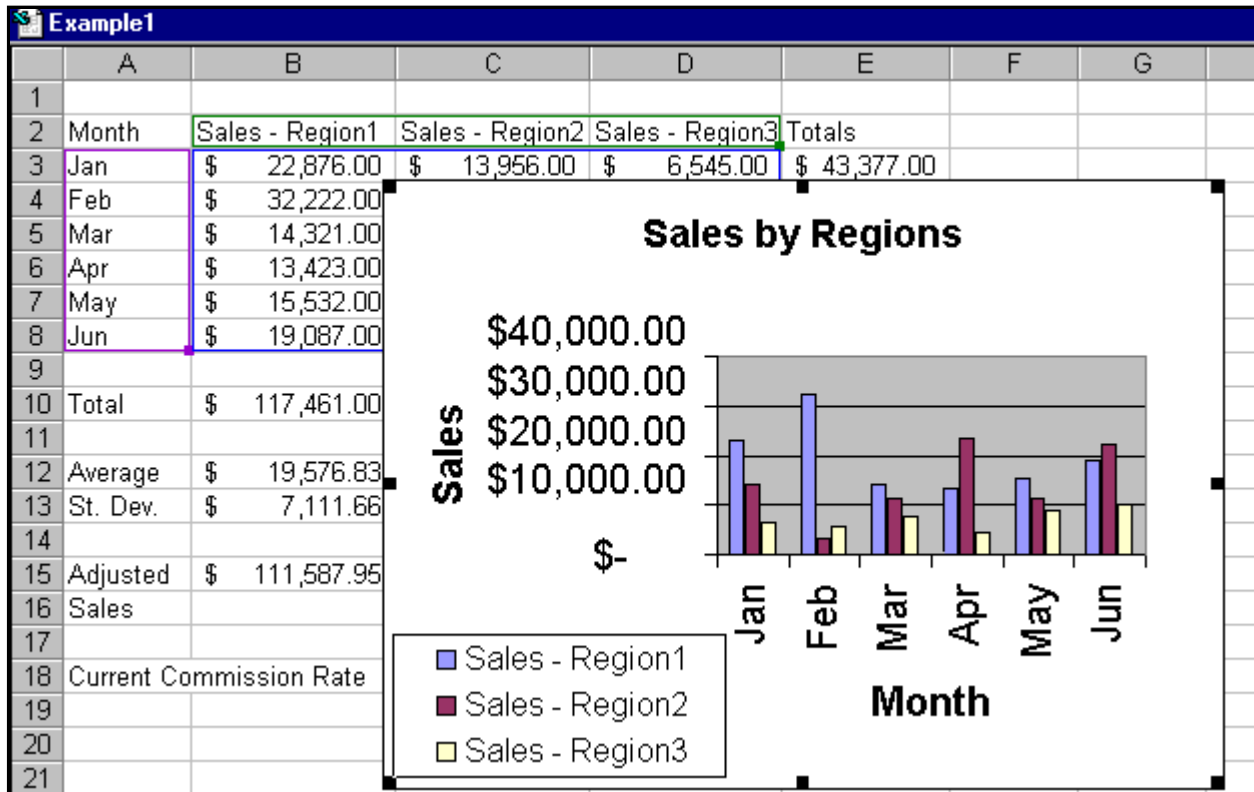 Example1
A B C D E F G
1
2 Month Sales - Region1 Sales - Region2 Sales - Region3 Totals
3 Jan $ 22,876.00 $ 13,956.00 $ 6,545.00 $ 43,377.00
4 Feb $ 32,222.00
5 Mar $ 14,321.00
6 Apr $ 13,423.00
7 May $ 15,532.00
8 Jun $ 19,087.00
9
10 Total $ 117,461.00
11
12 Average $ 19,576.83
13 St. Dev. $ 7,111.66
14
15 Adjusted $ 111,587.95
16 Sales
17
18 Current Commission Rate
19
20
21
Sales by Regions
Sales
$40,000.00
$30,000.00
$20,000.00
$10,000.00
$-
Jan Feb Mar Apr May Jun
Month
Sales - Region1
Sales - Region2
Sales - Region3